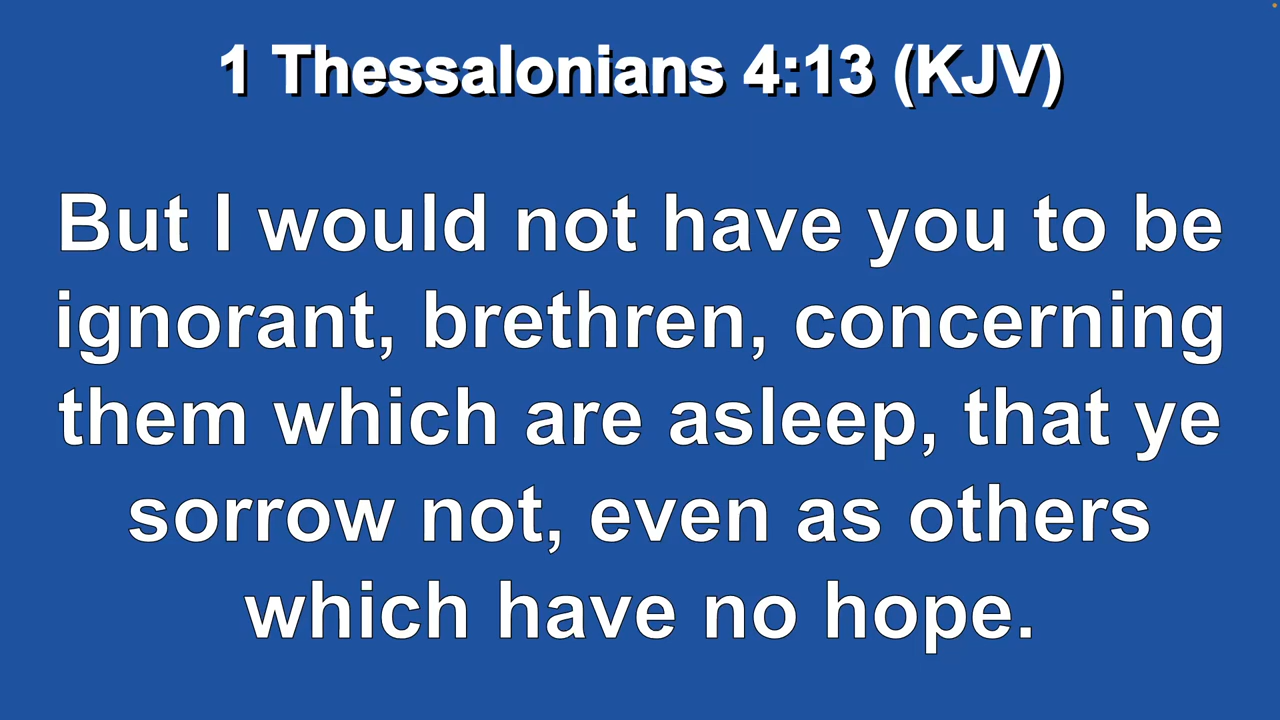 1 Thessalonians 4:13 (KJV)
But I would not have you to be
ignorant, brethren, concerning
them which are asleep, that ye
sorrow not, even as others
which have no hope.